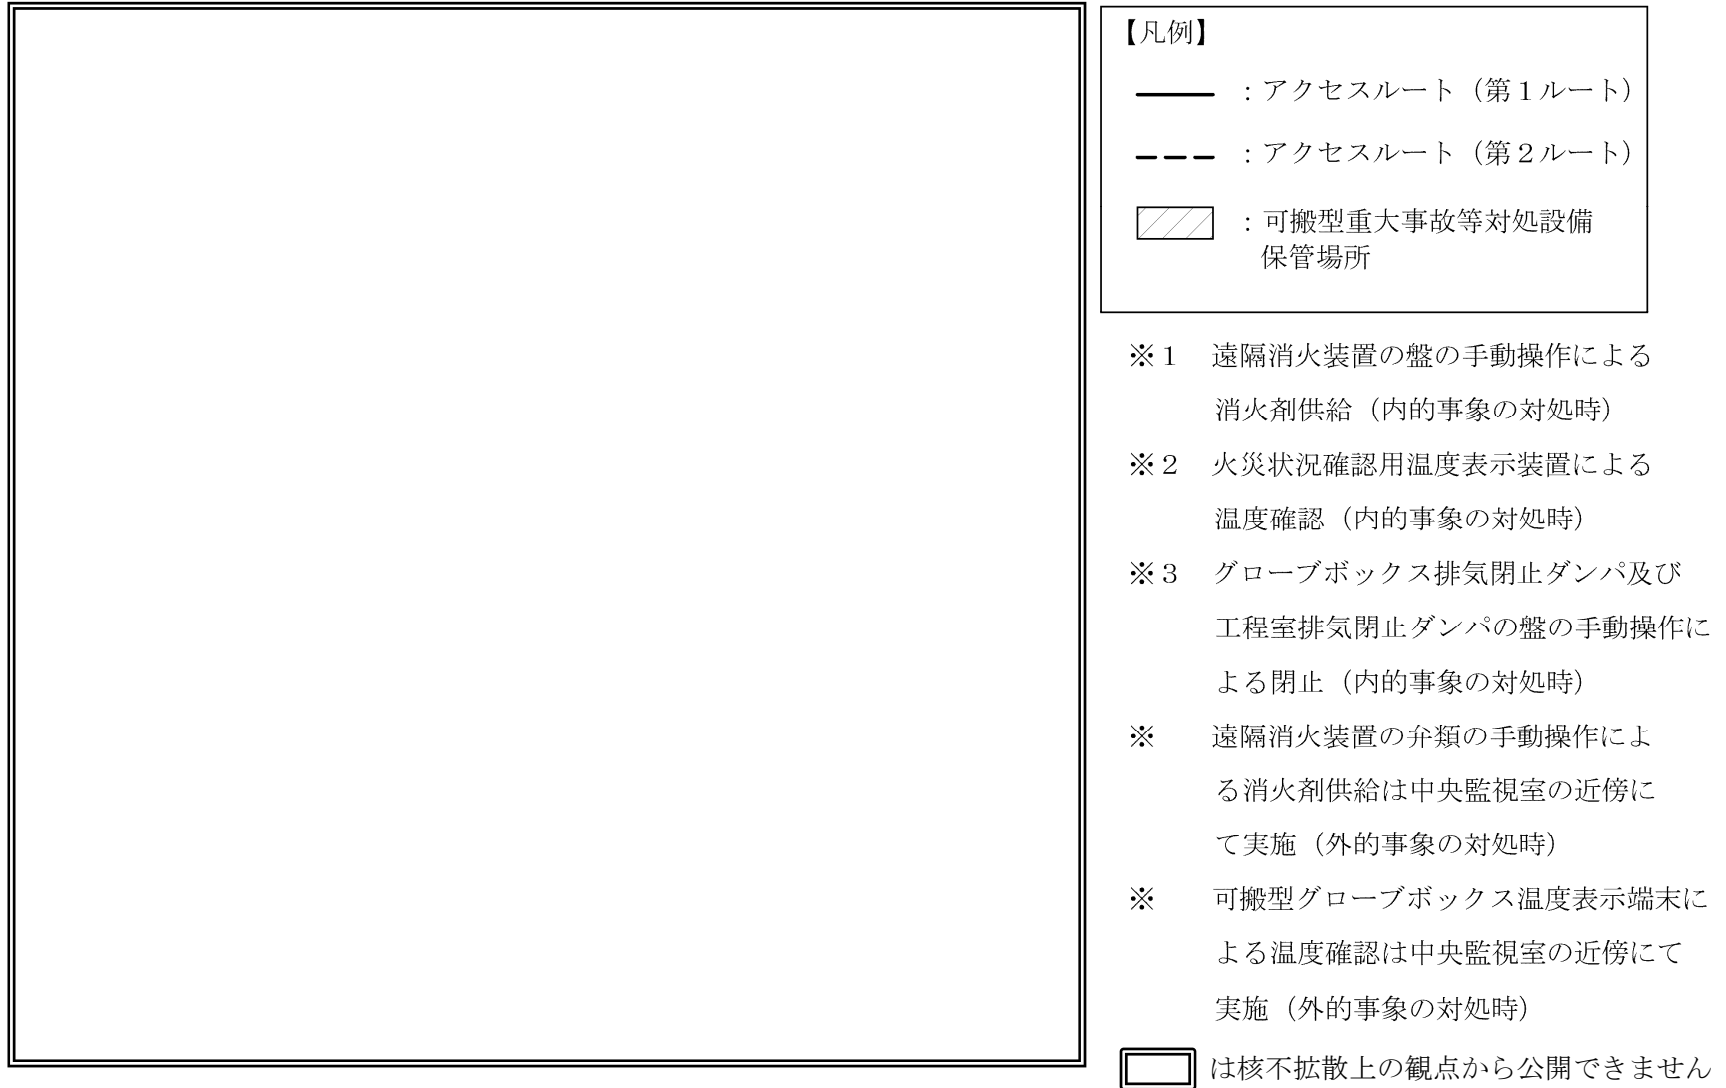 【凡例】
：アクセスルート（第１ルート）
：アクセスルート（第２ルート）
：可搬型重大事故等対処設備
保管場所
※１　遠隔消火装置の盤の手動操作による
消火剤供給（内的事象の対処時）
※２　火災状況確認用温度表示装置による
温度確認（内的事象の対処時）
※３　グローブボックス排気閉止ダンパ及び
工程室排気閉止ダンパの盤の手動操作に
よる閉止（内的事象の対処時）
※　遠隔消火装置の弁類の手動操作によ
る消火剤供給は中央監視室の近傍に
て実施（外的事象の対処時）
※　可搬型グローブボックス温度表示端末に
よる温度確認は中央監視室の近傍にて
実施（外的事象の対処時）
は核不拡散上の観点から公開できません